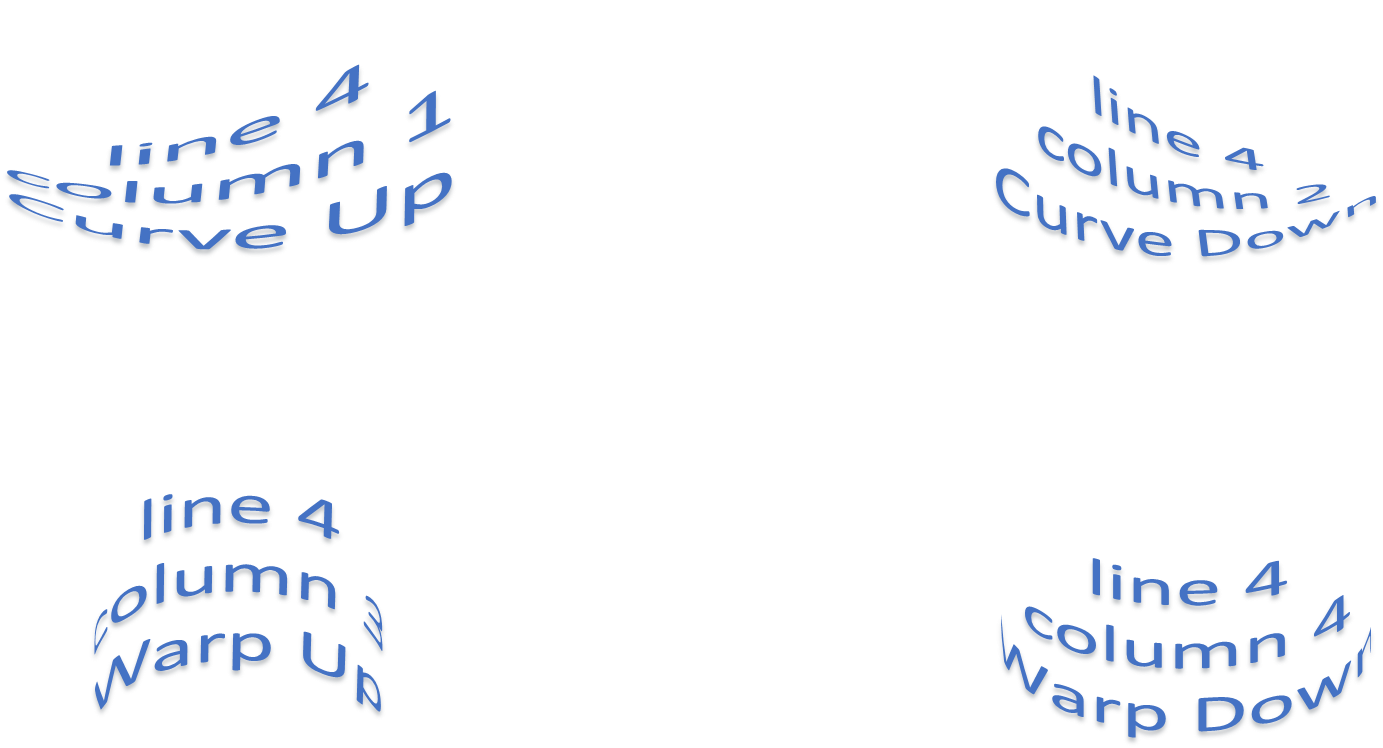 line 4
column 1
Curve Up
line 4
column 2
Curve Down
line 4
column 3
Warp Up
line 4
column 4
Warp Down